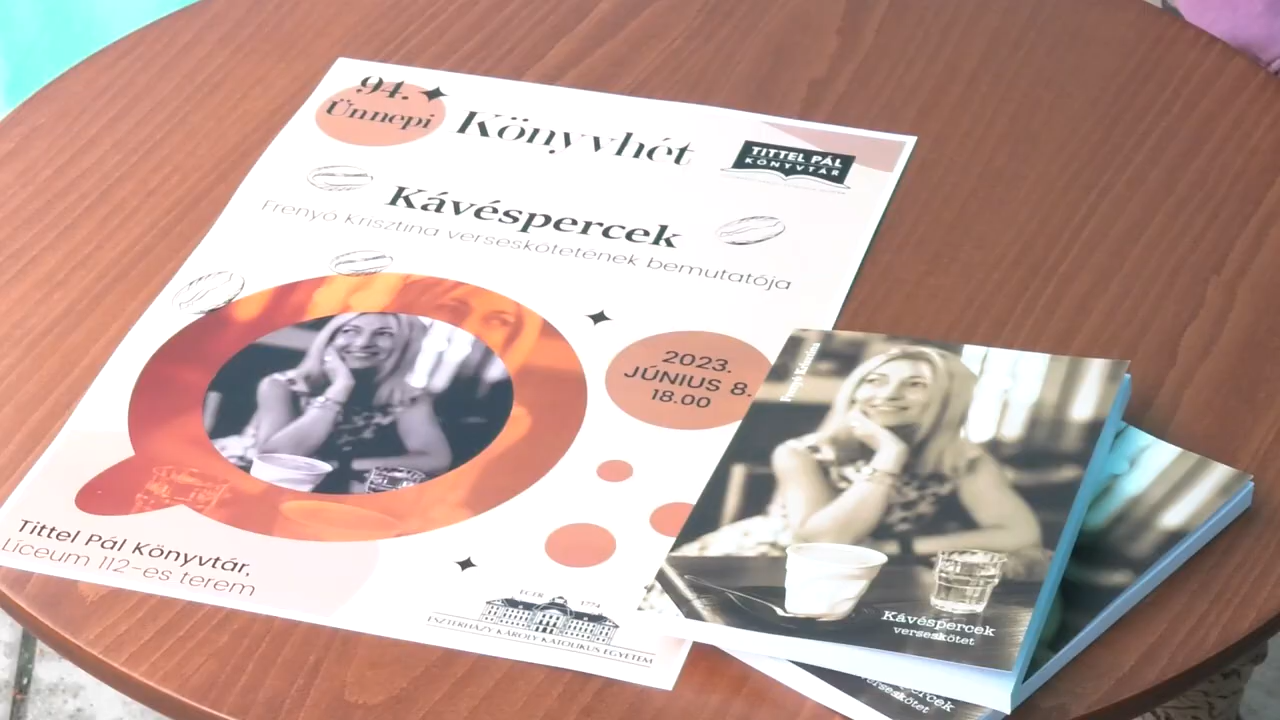 94.
Ünnepi
Könyvhét
TITTEL PÁL
KÖNYVTÁR
Kávéspercek
Frenyó Krisztina verseskötetének bemutatója
2023.
JÚNIUS 8.
18.00
Tittel Pál Könyvtár,
Líceum 112-es terem
EGER 1774
ESZTERHÁZY KÁROLY KATOLIKUS EGYETEM
Frenyó Krisztina
Kávéspercek
verseskötet
verseskötet